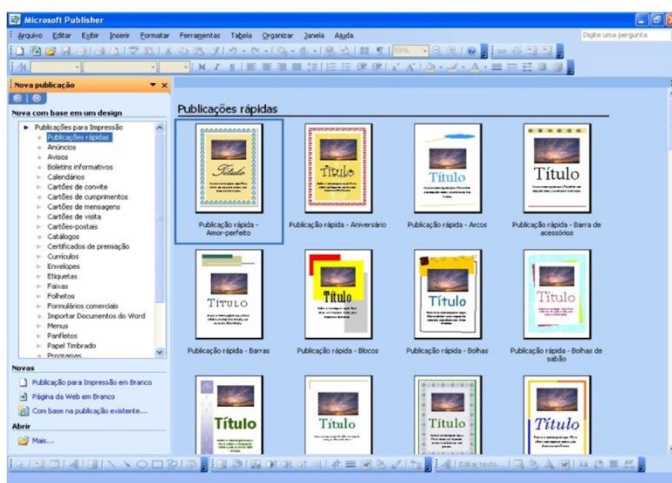 Microsoft Publisher
Arquivo Editar Exibir Inserir Formatar Ferramentas Tabela Organizar Janela Ajuda
Digite uma pergunta
50%
Nova publicação
Nova com base em um design
Publicações para Impressão
Publicações rápidas
Anúncios
Avisos
Boletins informativos
Calendários
Cartões de convite
Cartões de cumprimentos
Cartões de mensagens
Cartões de visita
Cartões-postais
Catálogos
Certificados de premiação
Currículos
Envelopes
Etiquetas
Faixas
Folhetos
Formulários comerciais
Importar Documentos do Word
Menus
Panfletos
Papel Timbrado
Programas
Novas
Publicação para Impressão em Branco
Página da Web em Branco
Com base na publicação existente...
Abrir
Mais...
Publicações rápidas
Título
Título
Título
Título
Publicação rápida -
Amor-perfeito
Publicação rápida - Aniversário
Publicação rápida - Arcos
Publicação rápida - Barra de
acessórios
Título
Título
Título
Título
Publicação rápida - Barras
Publicação rápida - Blocos
Publicação rápida - Bolhas
Publicação rápida - Bolhas de
sabão
Título
Título
Título
Título
Editar texto...